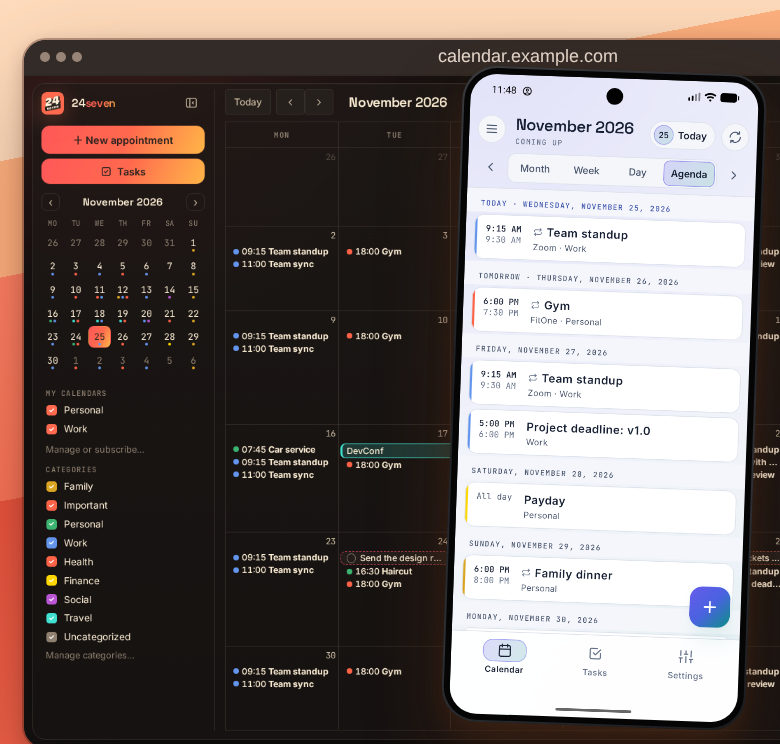 calendar.example.com
24
24seven
+ New appointment
Tasks
November 2026
MO TU WE TH FR SA SU
26 27 28 29 30 31 1
2 3 4 5 6 7 8
9 10 11 12 13 14 15
16 17 18 19 20 21 22
23 24 25 26 27 28 29
30 1 2 3 4 5 6
MY CALENDARS
Personal
Work
Manage or subscribe...
CATEGORIES
Family
Important
Personal
Work
Health
Finance
Social
Travel
Uncategorized
Manage categories...
Today
November 2026
MON TUE
26 27
2 3
09:15 Team standup
11:00 Team sync
18:00 Gym
9 10
09:15 Team standup
11:00 Team sync
18:00 Gym
16 17
07:45 Car service
09:15 Team standup
11:00 Team sync
DevConf
18:00 Gym
23 24
09:15 Team standup
11:00 Team sync
Send the design r...
16:30 Haircut
18:00 Gym
30
09:15 Team standup
11:00 Team sync
18:00 Gym
11:48
November 2026
COMING UP
25 Today
Month Week Day Agenda
TODAY · WEDNESDAY, NOVEMBER 25, 2026
9:15 AM Team standup
9:30 AM Zoom · Work
TOMORROW · THURSDAY, NOVEMBER 26, 2026
6:00 PM Gym
7:30 PM FitOne · Personal
FRIDAY, NOVEMBER 27, 2026
9:15 AM Team standup
9:30 AM Zoom · Work
5:00 PM Project deadline: v1.0
6:00 PM Work
SATURDAY, NOVEMBER 28, 2026
All day Payday
Personal
SUNDAY, NOVEMBER 29, 2026
6:00 PM Family dinner
8:00 PM Personal
MONDAY, NOVEMBER 30, 2026
+
Calendar Tasks Settings